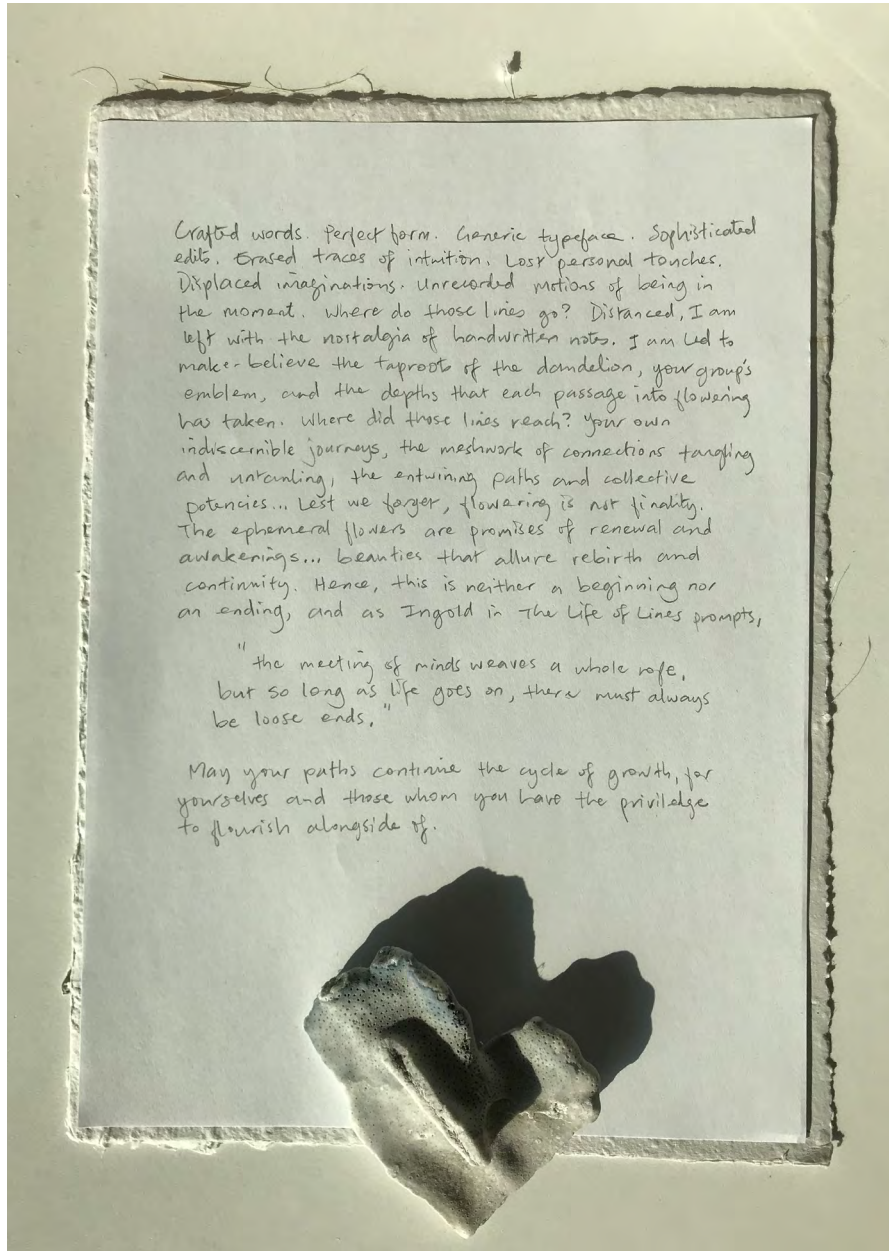 Crafted words. Perfect form. Generic typeface. Sophisticated
edits. Erased traces of intuition. Lost personal touches.
Displaced imaginations. Unrecorded motions of being in
the moment. Where do those lines go? Distanced, I am
left with the nostalgia of handwritten notes. I am led to
make-believe the taproots of the dandelion, your group's
emblem, and the depths that each passage into flowering
has taken. Where did those lines reach? Your own
indiscernible journeys, the meshwork of connections tangling
and untanling, the entwining paths and collective
potencies... Lest we forget, flowering is not finality.
The ephemeral flowers are promises of renewal and
awakenings... beauties that allure rebirth and
continuity. Hence, this is neither a beginning nor
an ending, and as Ingold in The Life of Lines prompts,
"the meeting of minds weaves a whole rope,
but so long as life goes on, there must always
be loose ends."
May your paths continue the cycle of growth, for
yourselves and those whom you have the priviledge
to flourish alongside of.